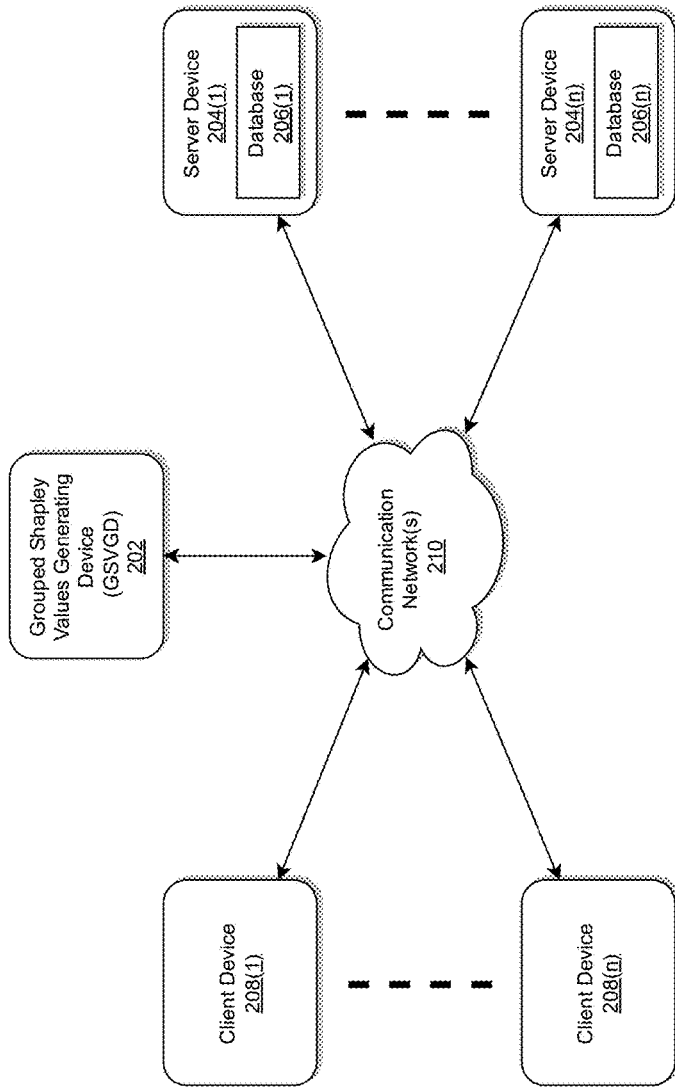 Grouped Shapley
Values Generating
Device
(GSVGD)
202
Client Device
208(1)
Communication
Network(s)
210
Server Device
204(1)
Database
206(1)
Client Device
208(n)
Server Device
204(n)
Database
206(n)